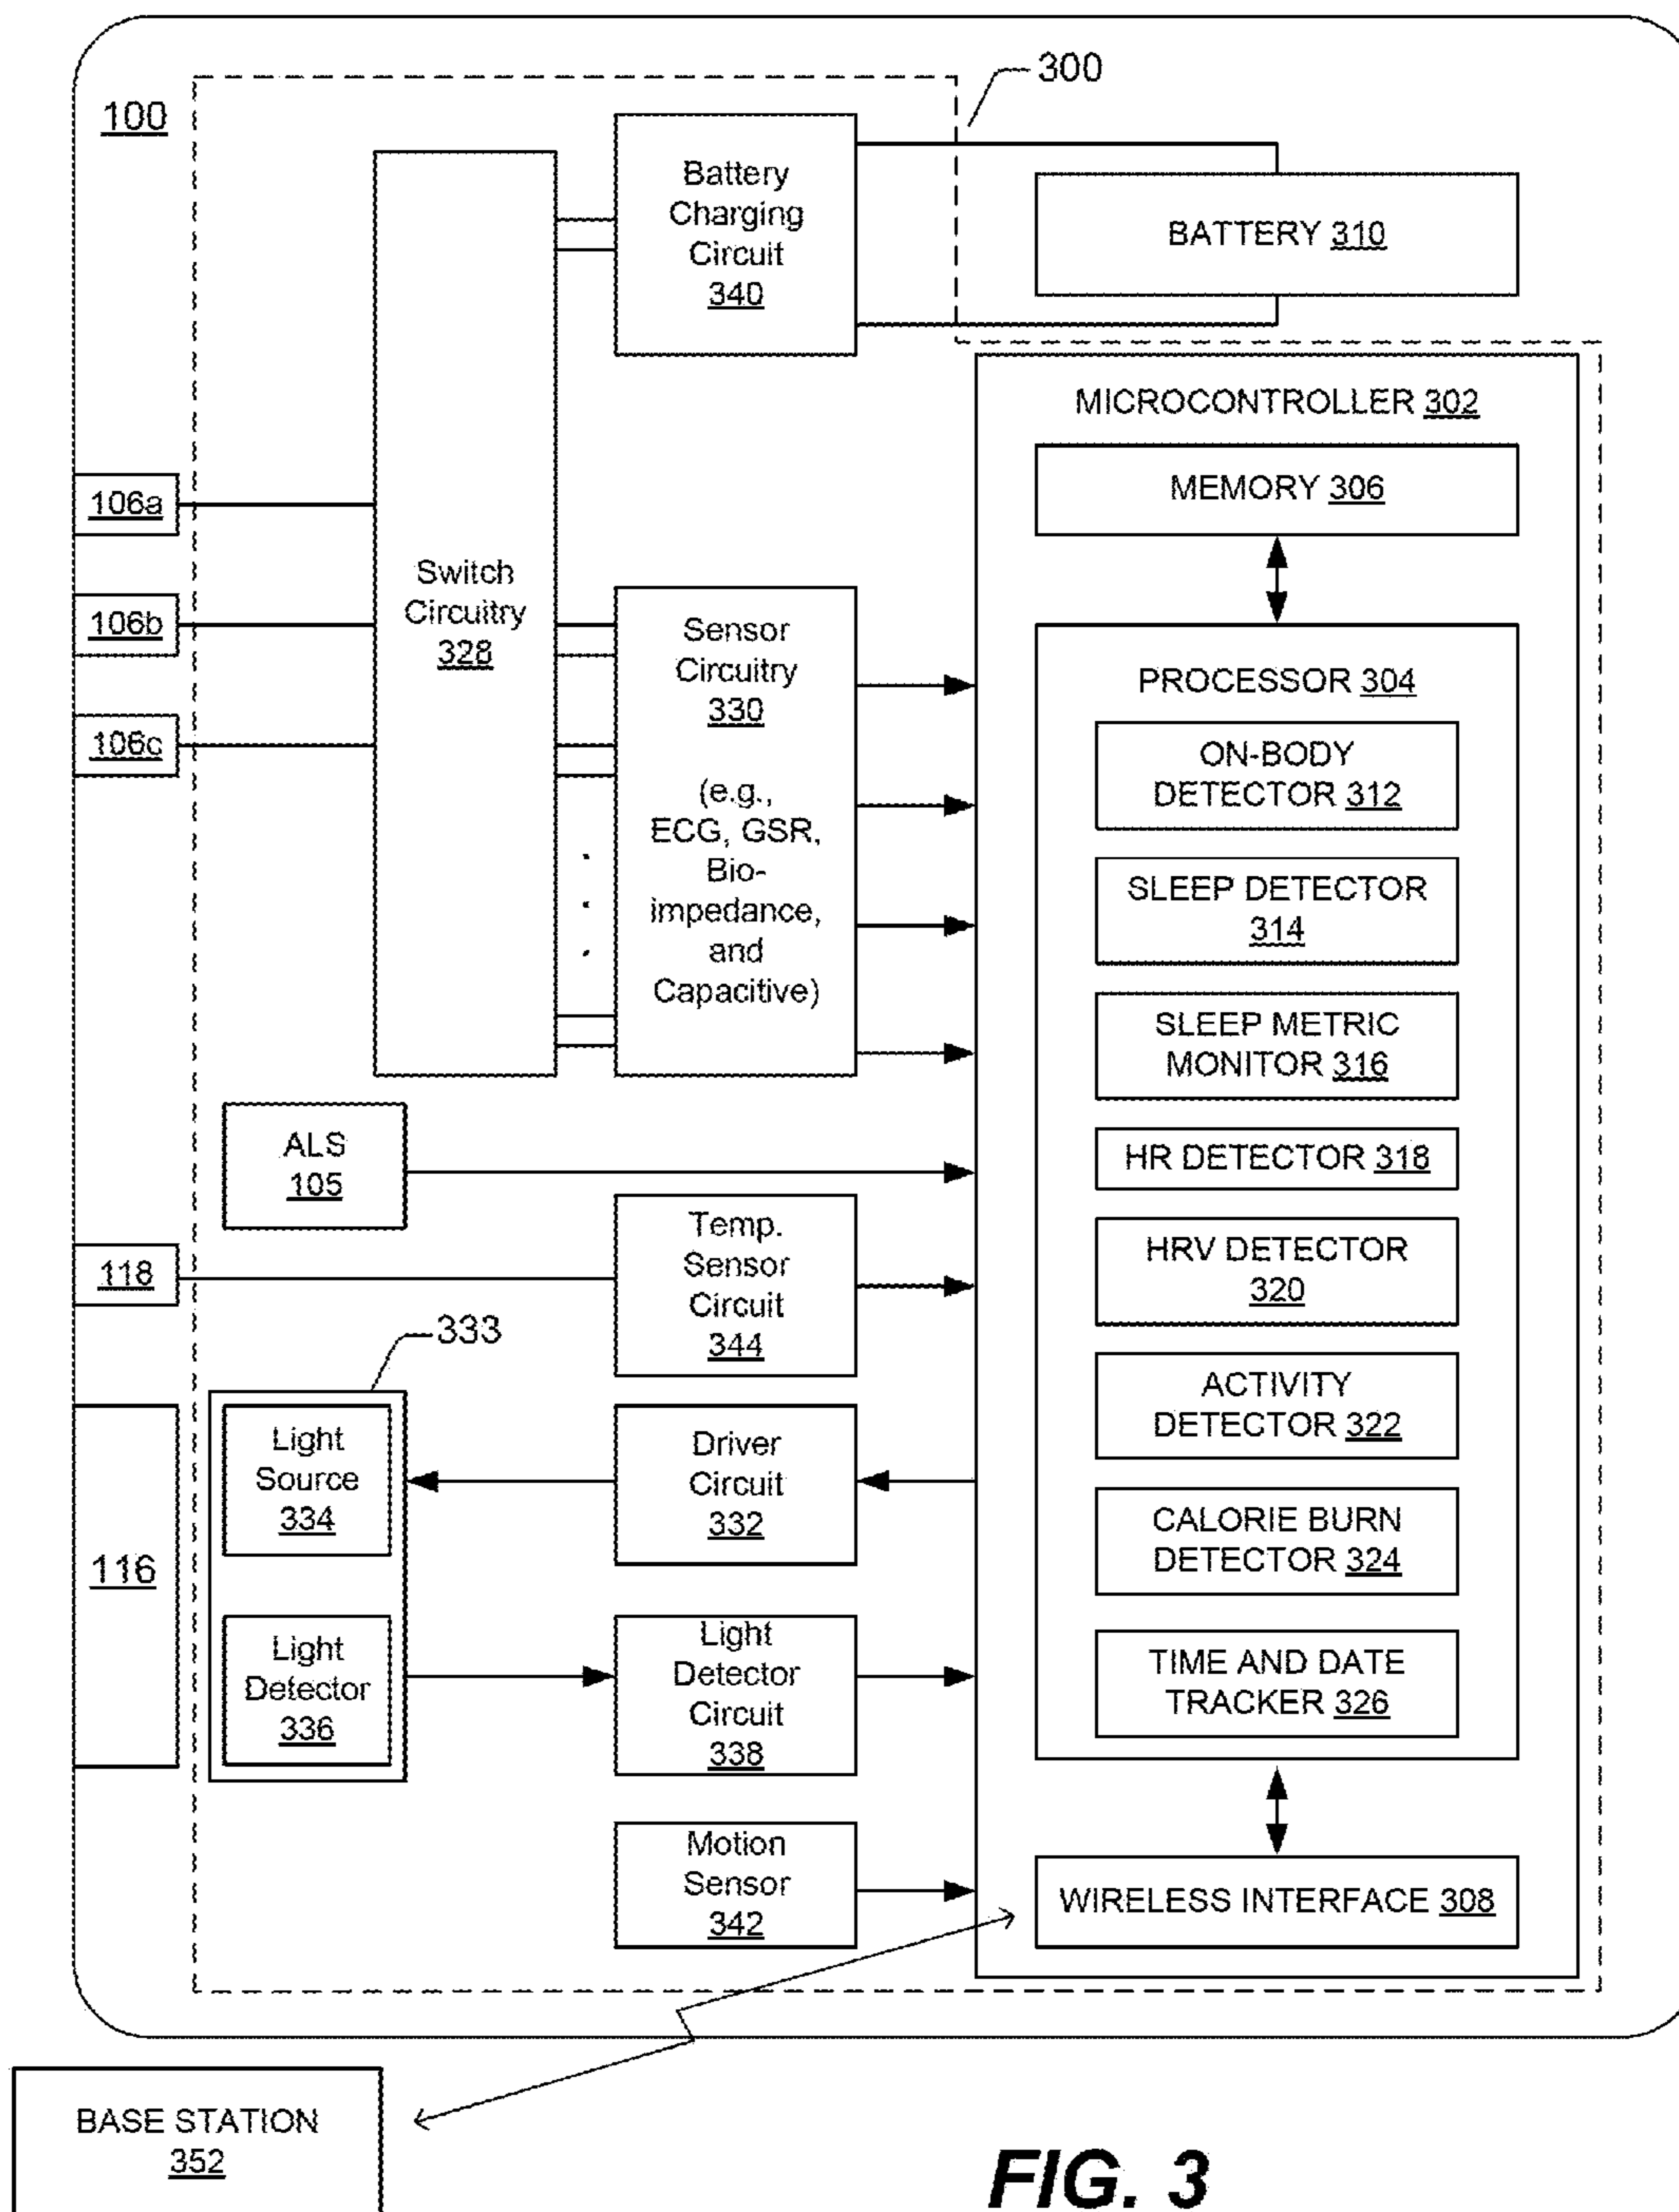 300
100
Battery
Charging
Circuit
340
BATTERY 310
MICROCONTROLLER 302
MEMORY 306
106a
106b
106c
Switch
Circuitry
328
Sensor
Circuitry
330
(e.g.,
ECG, GSR,
Bio-
impedance,
and
Capacitive)
PROCESSOR 304
ON-BODY
DETECTOR 312
SLEEP DETECTOR
314
SLEEP METRIC
MONITOR 316
HR DETECTOR 318
HRV DETECTOR
320
ACTIVITY
DETECTOR 322
CALORIE BURN
DETECTOR 324
TIME AND DATE
TRACKER 326
ALS
105
118
Temp.
Sensor
Circuit
344
333
116
Light
Source
334
Driver
Circuit
332
Light
Detector
336
Light
Detector
Circuit
338
Motion
Sensor
342
WIRELESS INTERFACE 308
BASE STATION
352
FIG. 3